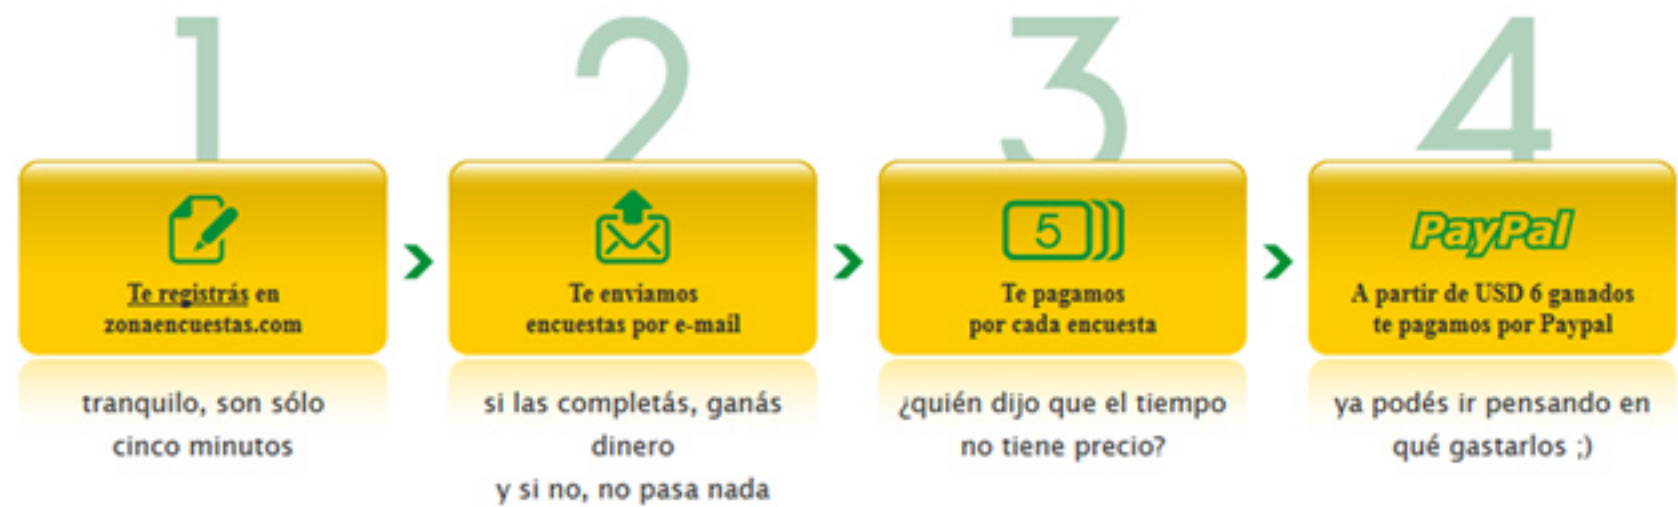 1
Te registrás en
zonaencuestas.com
tranquilo, son sólo
cinco minutos
2
Te enviamos
encuestas por e-mail
si las completás, ganás
dinero
y si no, no pasa nada
3
5
Te pagamos
por cada encuesta
¿quién dijo que el tiempo
no tiene precio?
4
PayPal
A partir de USD 6 ganados
te pagamos por Paypal
ya podés ir pensando en
qué gastarlos ;)